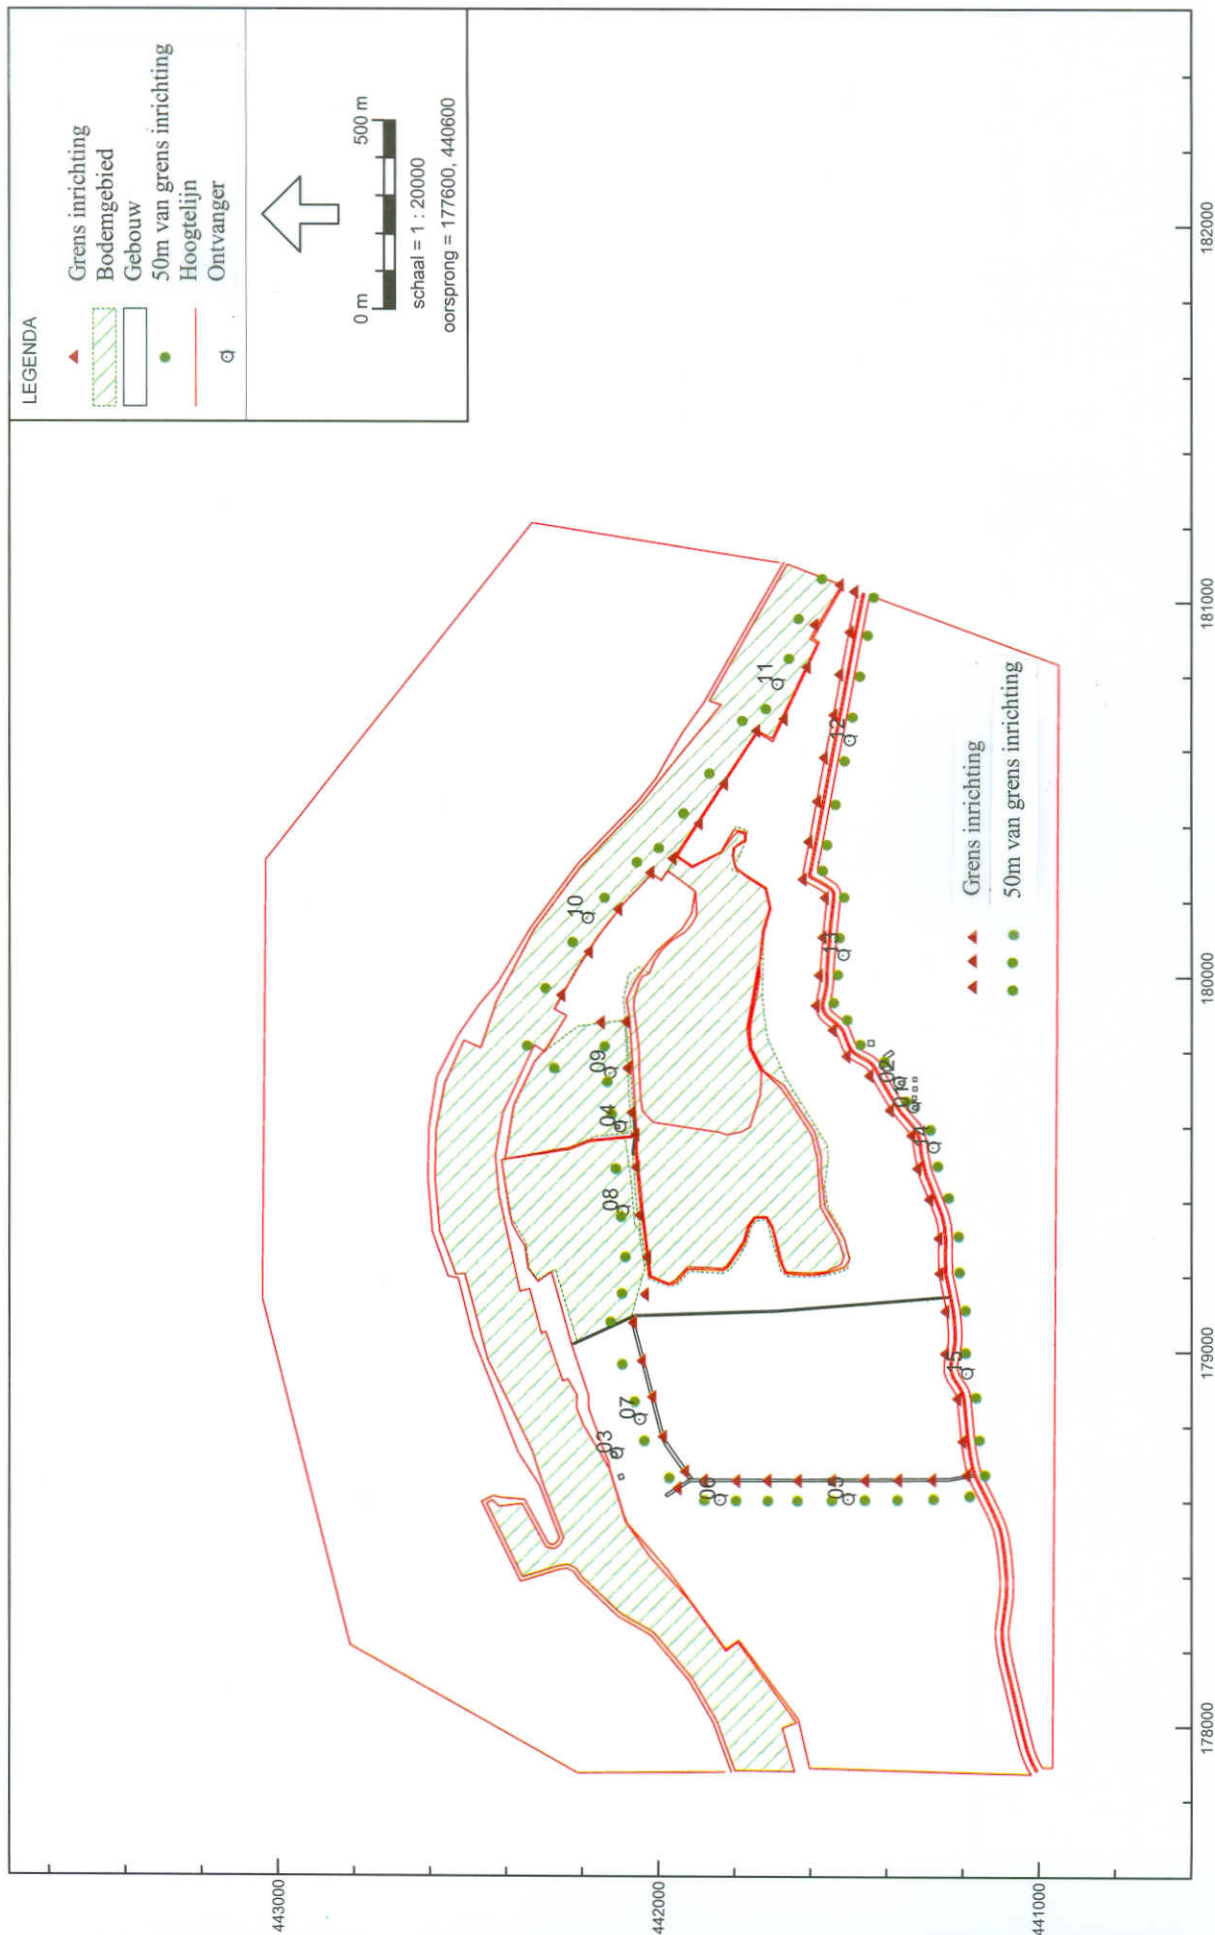 LEGENDA
Grens inrichting
Bodemgebied
Gebouw
50m van grens inrichting
Hoogtelijn
Ontvanger
0 m
500 m
schaal = 1 : 20000
oorsprong = 177600, 440600
443000
442000
441000
178000
179000
180000
181000
182000
03
07
06
05
08
04
09
10
11
12
13
02
01
14
15
Grens inrichting
50m van grens inrichting